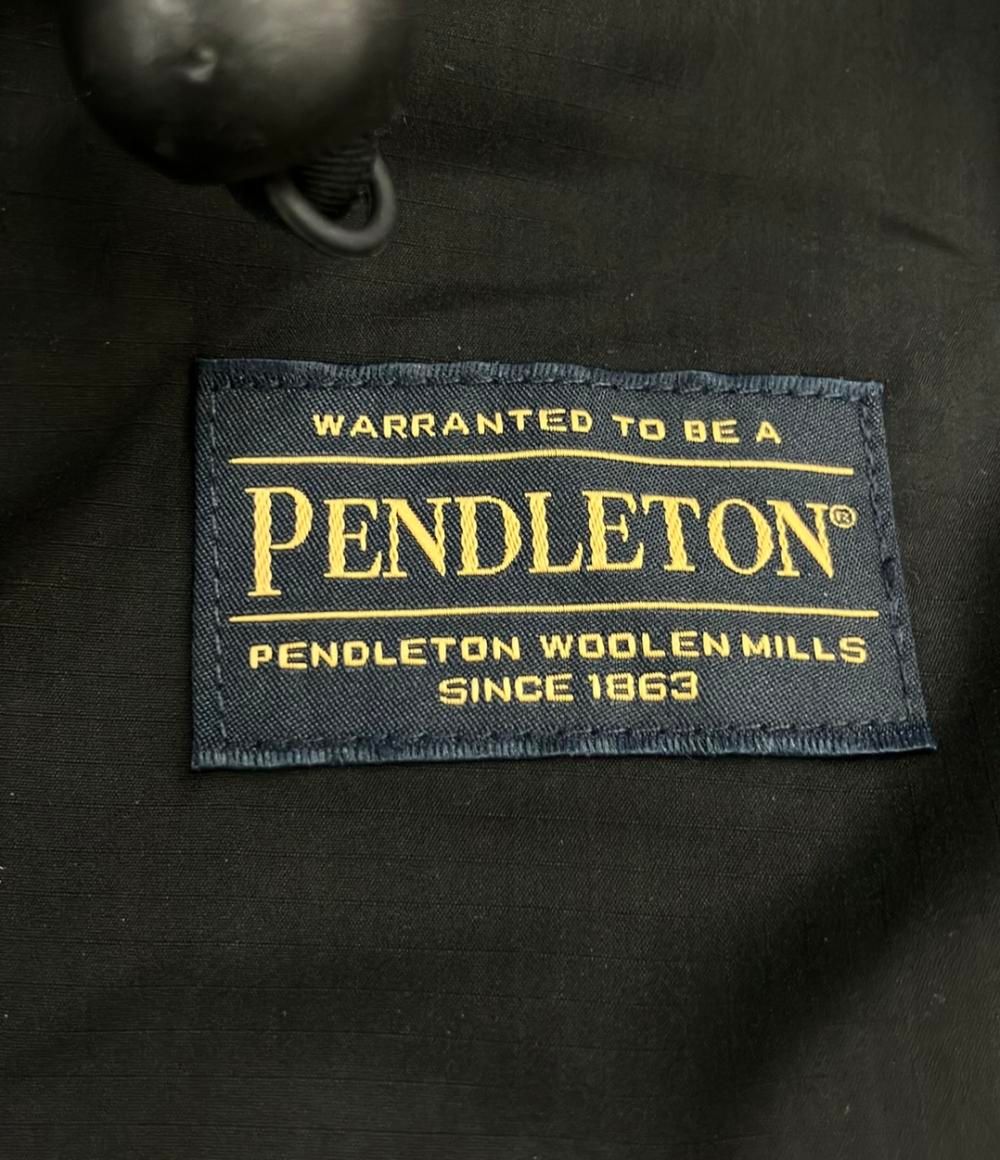 WARRANTED TO BE A
PENDLETON®
PENDLETON WOOLEN MILLS
SINCE 1863